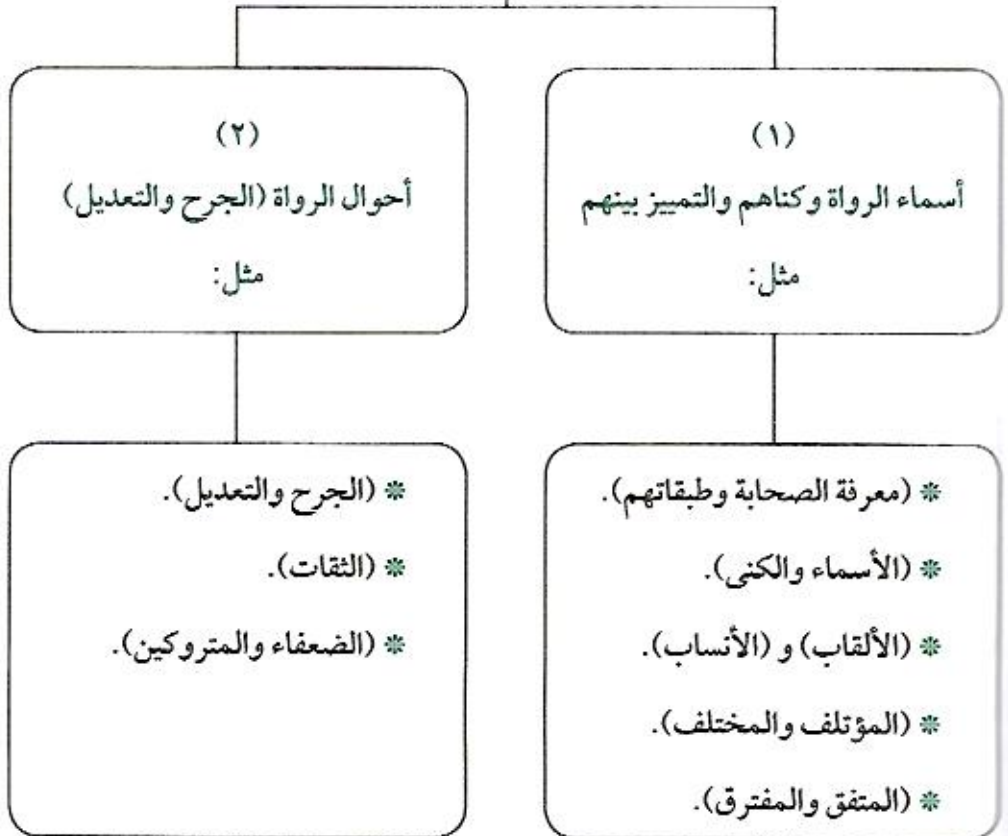 (١)
أسماء الرواة وكناهم والتمييز بينهم
مثل:
* (معرفة الصحابة وطبقاتهم).
* (الأسماء والكنى).
* (الألقاب) و (الأنساب).
* (المؤتلف والمختلف).
* (المتفق والمفترق).
(٢)
أحوال الرواة (الجرح والتعديل)
مثل:
* (الجرح والتعديل).
* (الثقات).
* (الضعفاء والمتروكين).